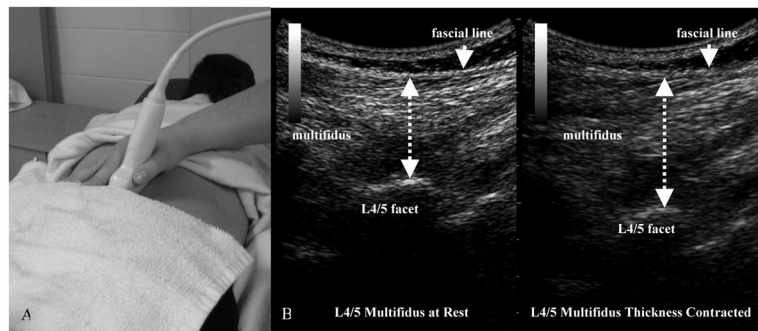 A
B
fascial line
multifidus
L4/5 facet
L4/5 Multifidus at Rest
fascial line
multifidus
L4/5 facet
L4/5 Multifidus Thickness Contracted